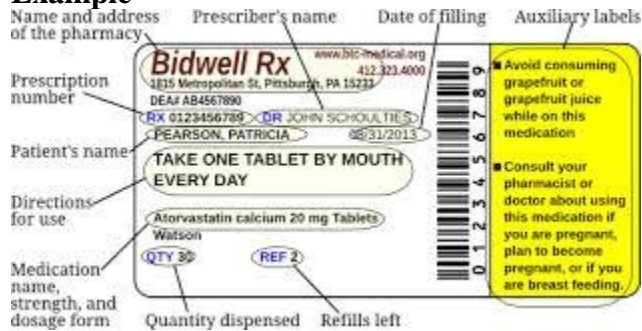 Example
Name and address
of the pharmacy
Prescriber's name
Date of filling
Auxiliary labels
Bidwell Rx
www.btc-medical.org
412.323.4000
1815 Metropolitan St, Pittsburgh, PA 15233
DEA# AB4567890
Prescription
number
RX 0123456789
DR JOHN SCHOULTIES
PEARSON, PATRICIA
08/31/2013
Patient's name
TAKE ONE TABLET BY MOUTH
EVERY DAY
Directions
for use
Atorvastatin calcium 20 mg Tablets
Watson
QTY 30
REF 2
Medication
name,
strength, and
dosage form
Quantity dispensed
Refills left
0123456789
■ Avoid consuming
grapefruit or
grapefruit juice
while on this
medication
■ Consult your
pharmacist or
doctor about using
this medication if
you are pregnant,
plan to become
pregnant, or if you
are breast feeding.